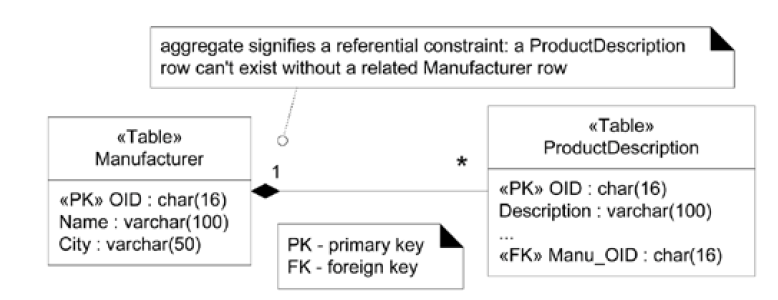 aggregate signifies a referential constraint: a ProductDescription
row can't exist without a related Manufacturer row
«Table»
Manufacturer
«PK» OID : char(16)
Name : varchar(100)
City : varchar(50)
1
*
«Table»
ProductDescription
«PK» OID : char(16)
Description : varchar(100)
...
«FK» Manu_OID : char(16)
PK - primary key
FK - foreign key